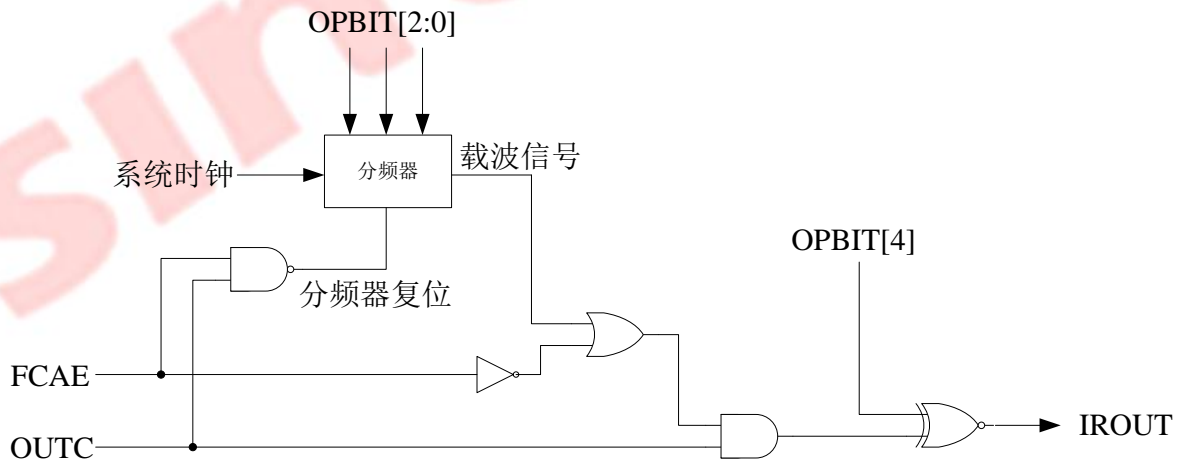 OPBIT[2:0]
系统时钟
分频器
载波信号
OPBIT[4]
分频器复位
FCAE
OUTC
IROUT